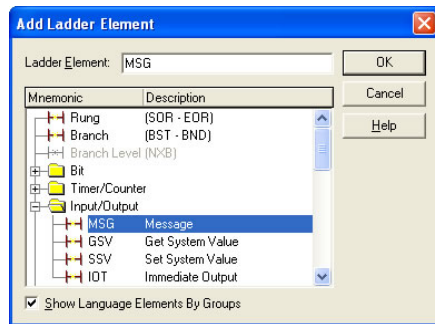 Add Ladder Element
Ladder Element: MSG
OK
Cancel
Help
Mnemonic Description
Rung (SOR - EOR)
Branch (BST - BND)
Branch Level (NXB)
Bit
Timer/Counter
Input/Output
MSG Message
GSV Get System Value
SSV Set System Value
IOT Immediate Output
Show Language Elements By Groups